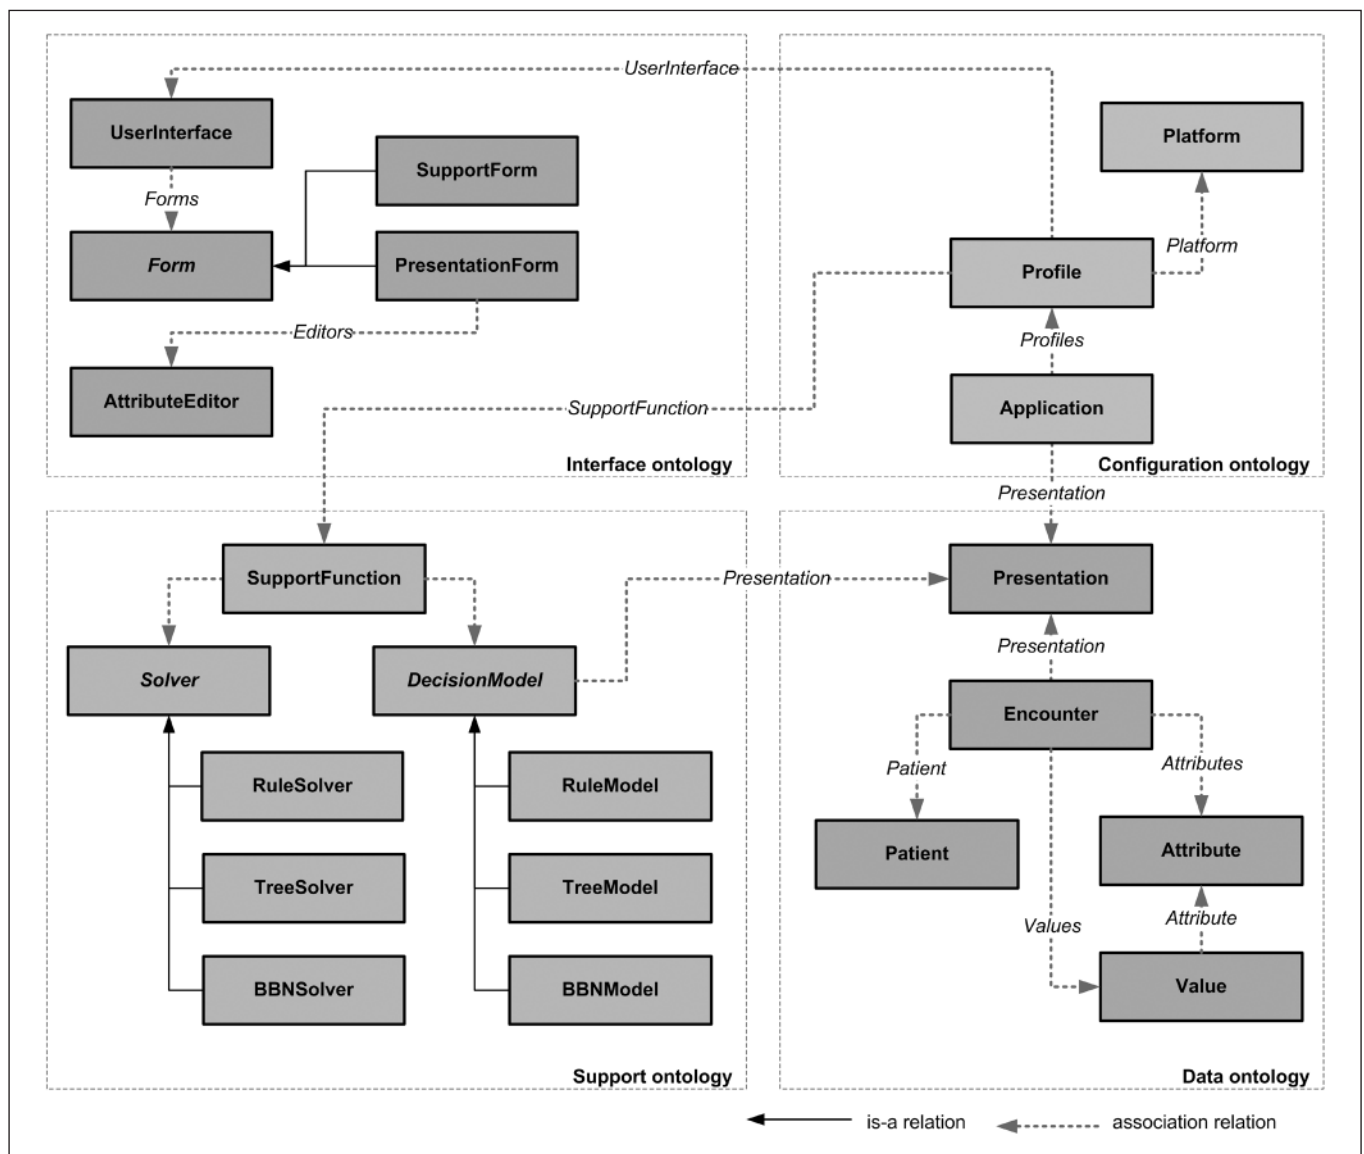 UserInterface
UserInterface
Platform
SupportForm
Forms
Form
PresentationForm
Profile
Platform
Editors
Profiles
AttributeEditor
SupportFunction
Application
Interface ontology
Configuration ontology
Presentation
SupportFunction
Presentation
Presentation
Presentation
Solver
DecisionModel
Encounter
Patient
Attributes
RuleSolver
RuleModel
Patient
Attribute
TreeSolver
TreeModel
Values
Attribute
BBNSolver
BBNModel
Value
Support ontology
Data ontology
is-a relation
association relation